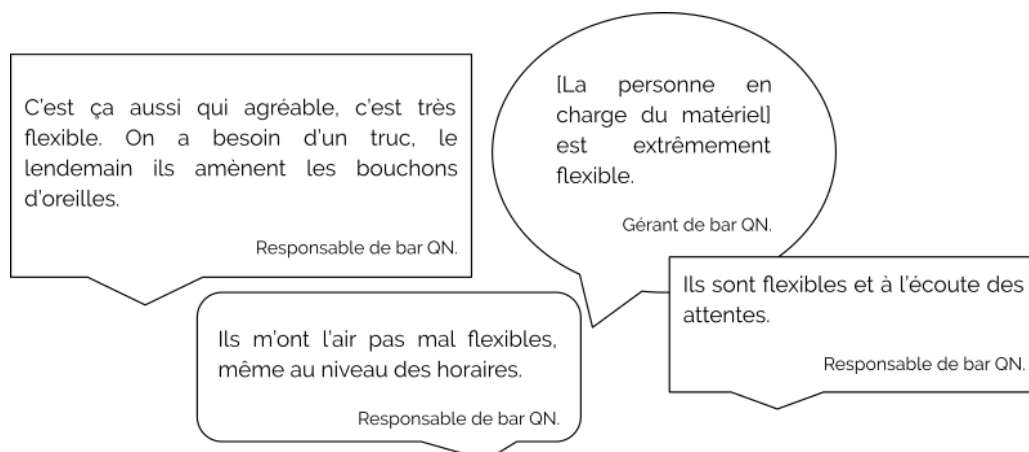 C'est ça aussi qui agréable, c'est très
flexible. On a besoin d'un truc, le
lendemain ils amènent les bouchons
d'oreilles.
Responsable de bar QN.
[La personne en
charge du matériel]
est extrêmement
flexible.
Gérant de bar QN.
Ils m'ont l'air pas mal flexibles,
même au niveau des horaires.
Responsable de bar QN.
Ils sont flexibles et à l'écoute des
attentes.
Responsable de bar QN.